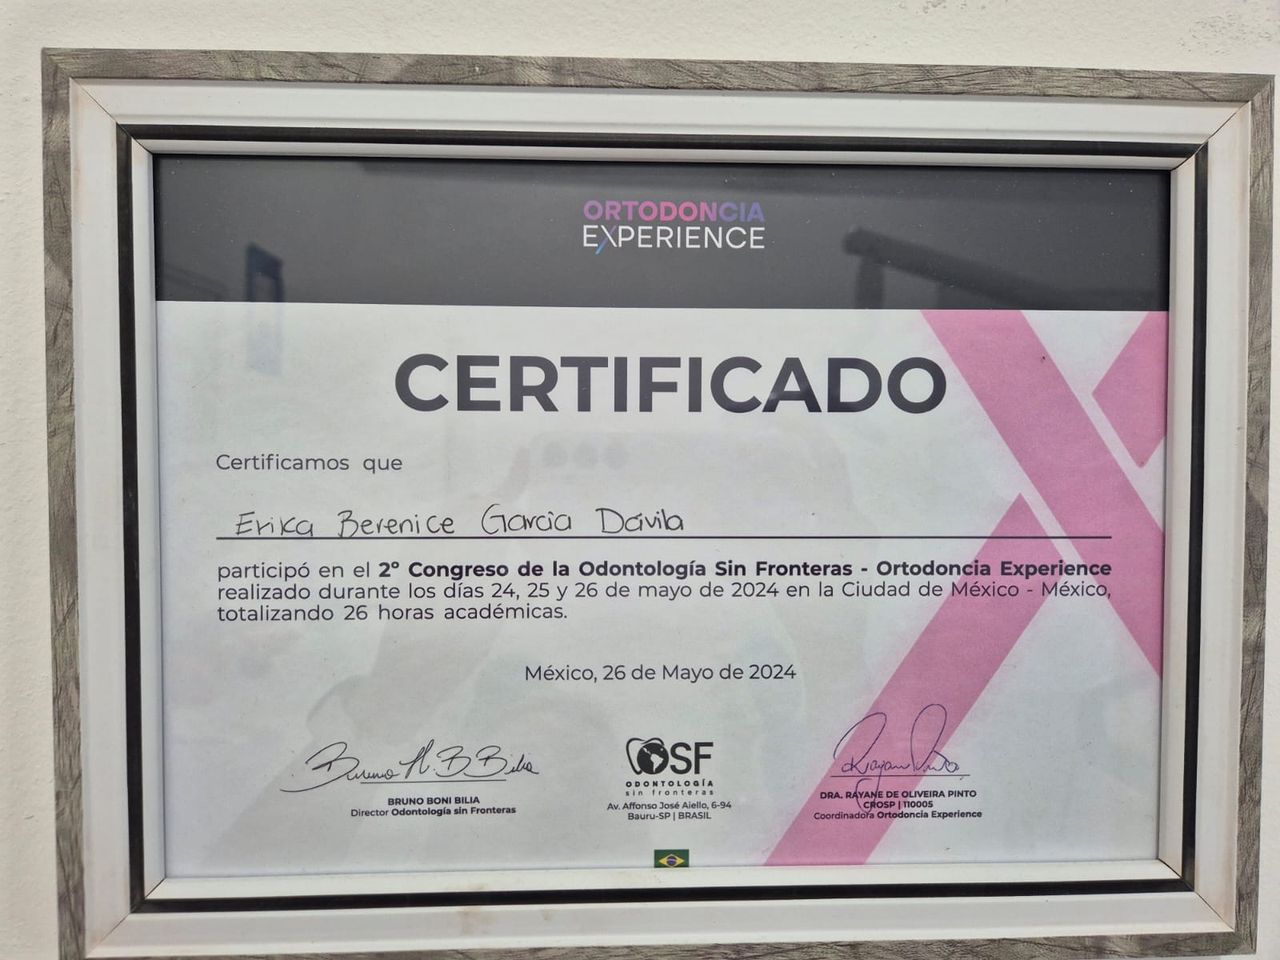 ORTODONCIA
EXPERIENCE
CERTIFICADO
Certificamos que
Erika Berenice García Dávila
participó en el 2º Congreso de la Odontología Sin Fronteras - Ortodoncia Experience
realizado durante los días 24, 25 y 26 de mayo de 2024 en la Ciudad de México - México,
totalizando 26 horas académicas.
México, 26 de Mayo de 2024
BRUNO BONI BILIA
Director Odontología sin Fronteras
OSF
ODONTOLOGÍA
sin fronteras
Av. Affonso José Aiello, 6-94
Bauru-SP | BRASIL
DRA. RAYANE DE OLIVEIRA PINTO
CROSP | 110005
Coordinadora Ortodoncia Experience